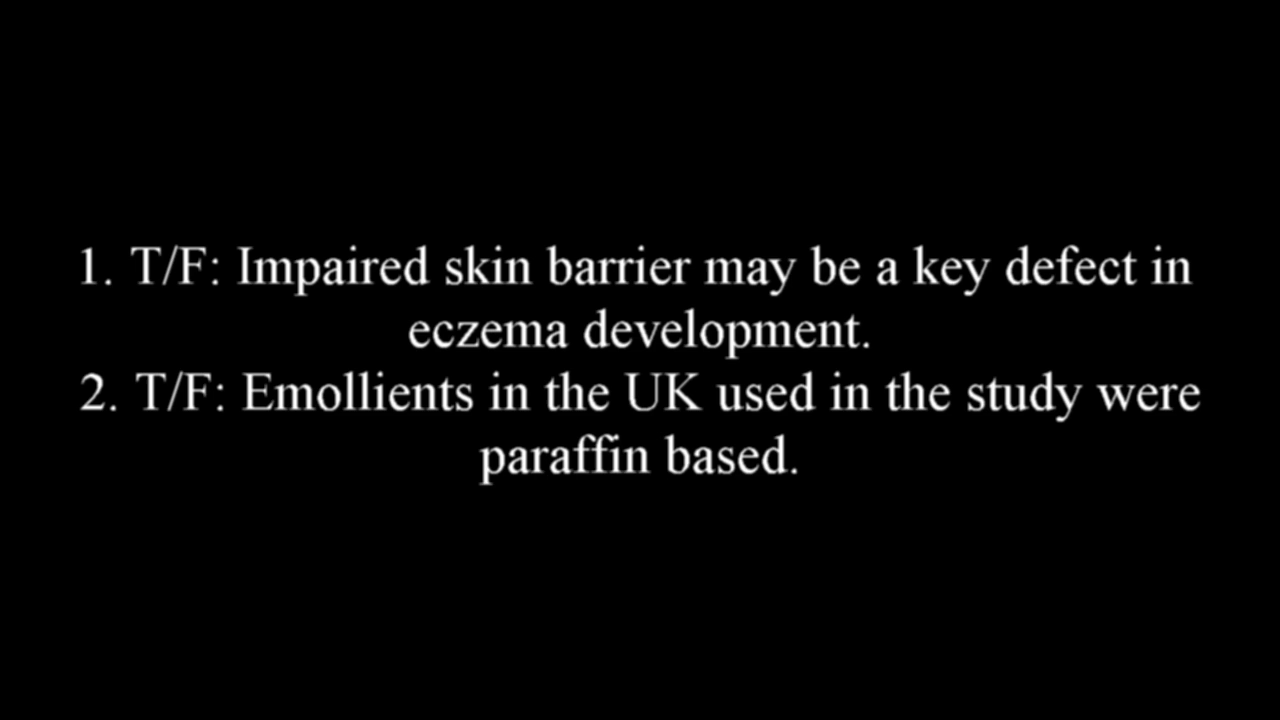 1. T/F: Impaired skin barrier may be a key defect in
eczema development.
2. T/F: Emollients in the UK used in the study were
paraffin based.